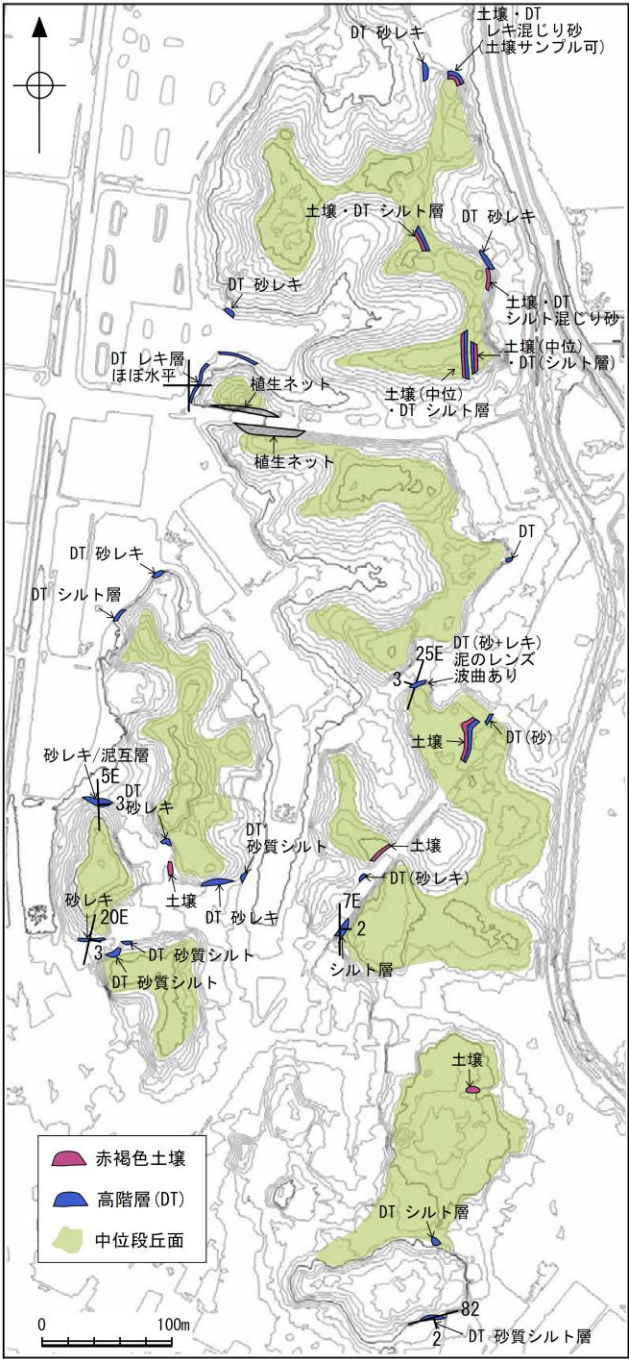 DT 砂レキ
土壌・DT
レキ混じり砂
(土壌サンプル可)
土壌・DT シルト層
DT 砂レキ
土壌・DT
シルト混じり砂
DT 砂レキ
DT レキ層
ほぼ水平
植生ネット
土壌(中位)
・DT(シルト層)
土壌(中位)
・DT シルト層
植生ネット
DT 砂レキ
DT
DT シルト層
DT(砂+レキ)
泥のレンズ
波曲あり
25E
3
土壌
DT(砂)
砂レキ/泥互層
5E
3
DT
砂レキ
DT
砂質シルト
土壌
土壌
DT 砂レキ
DT(砂レキ)
砂レキ
20E
3
7E
2
DT 砂質シルト
DT 砂質シルト
シルト層
土壌
赤褐色土壌
高階層(DT)
中位段丘面
DT シルト層
82
2
DT 砂質シルト層
0
100m